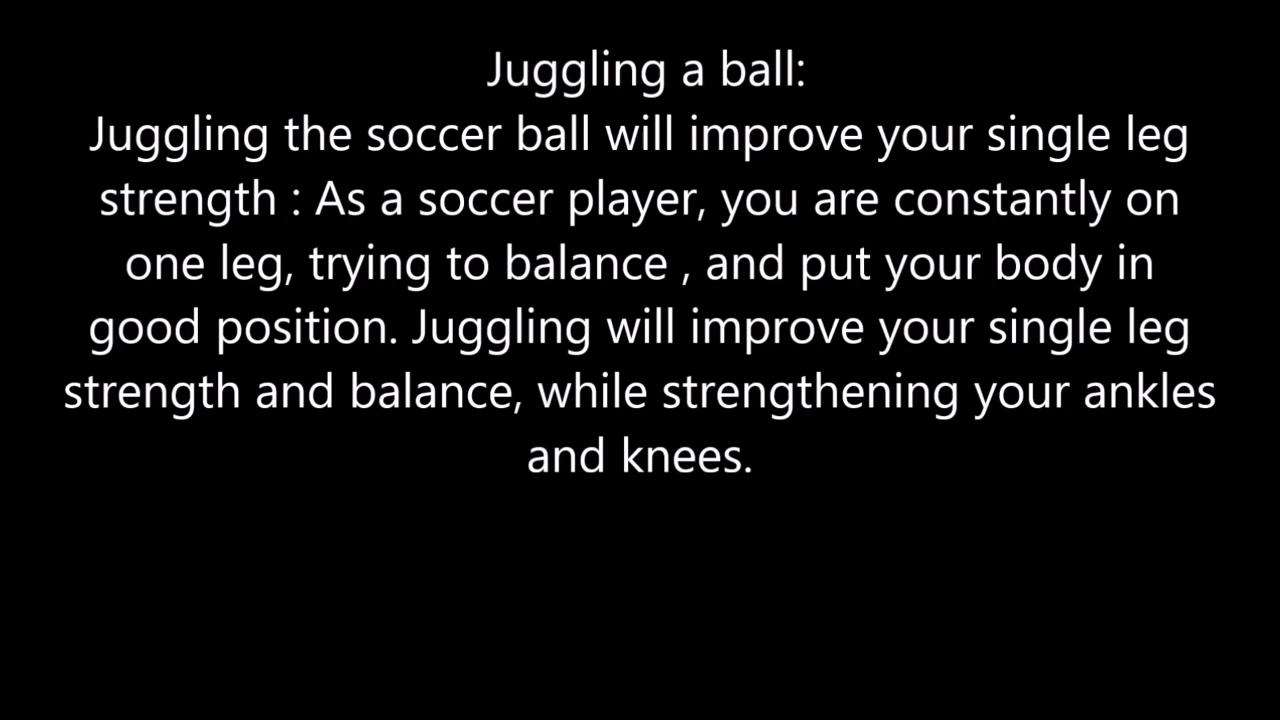 Juggling a ball:
Juggling the soccer ball will improve your single leg
strength : As a soccer player, you are constantly on
one leg, trying to balance , and put your body in
good position. Juggling will improve your single leg
strength and balance, while strengthening your ankles
and knees.